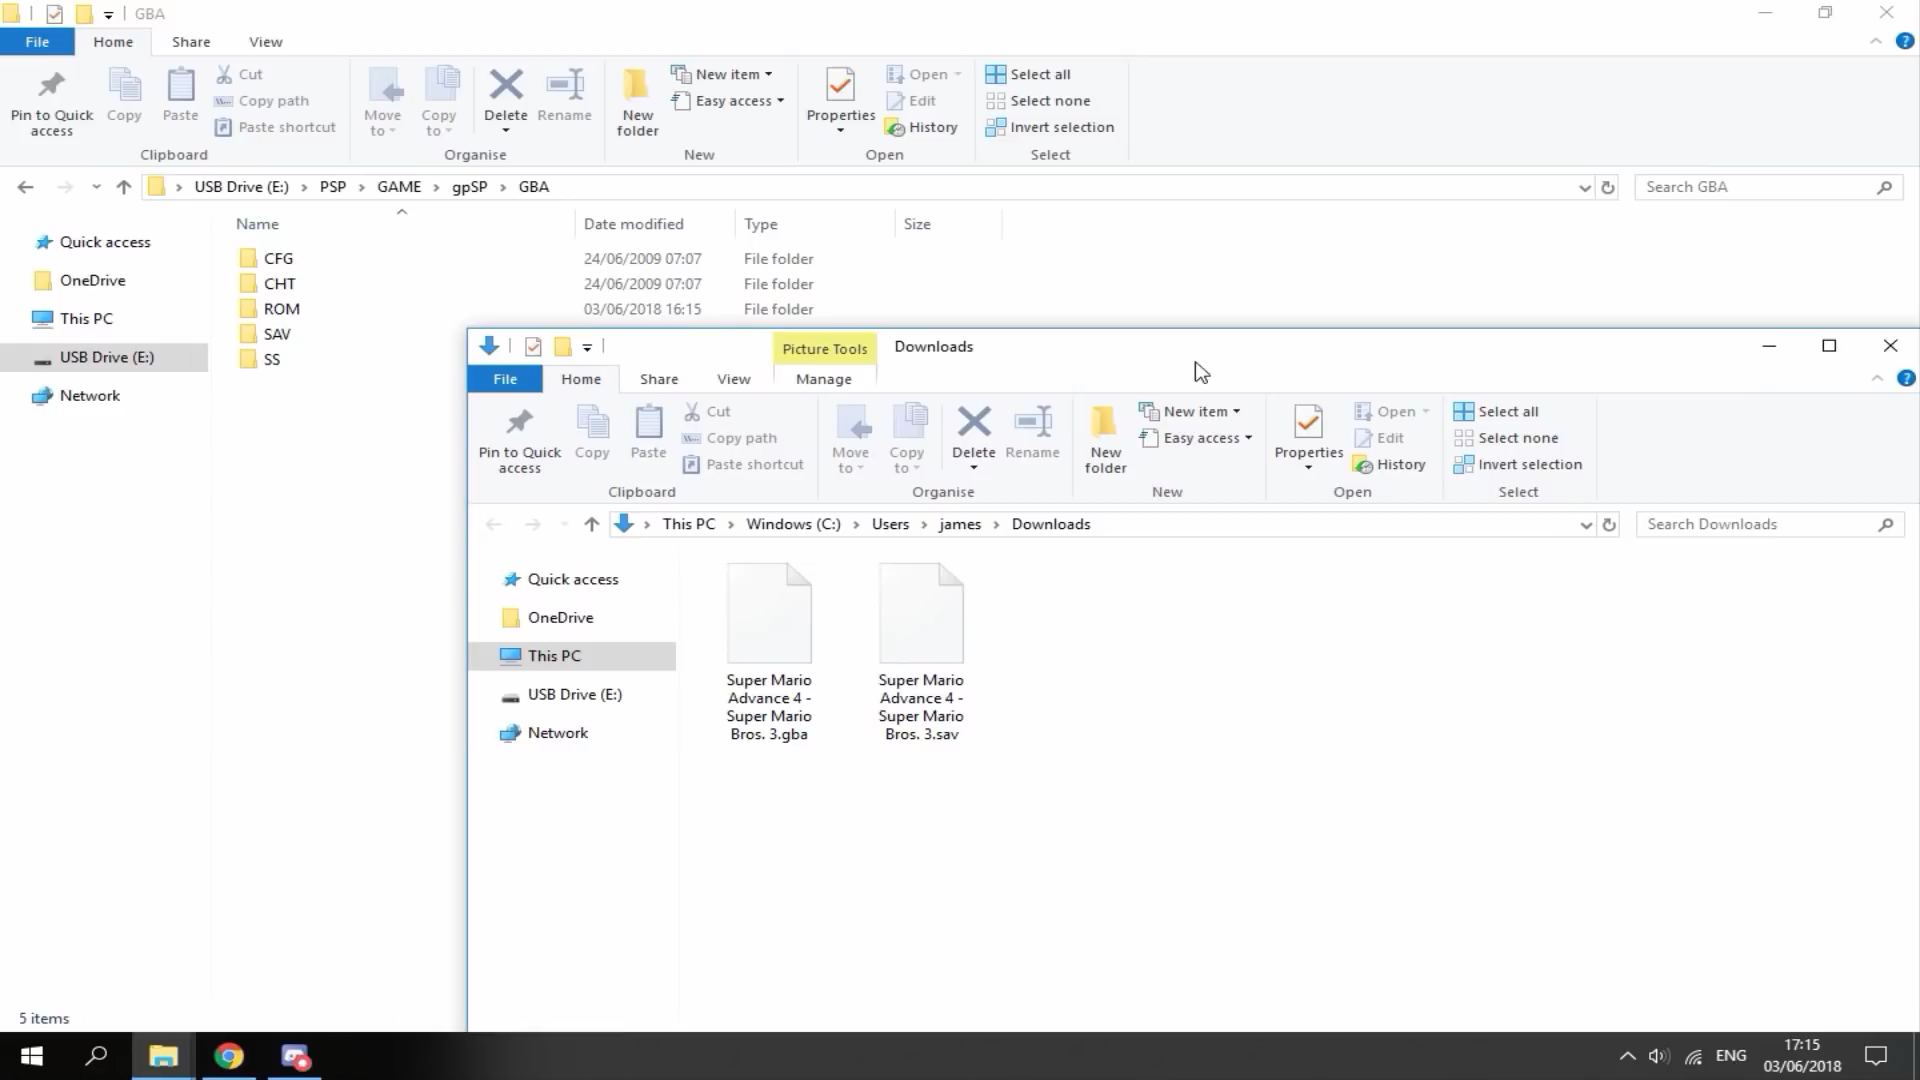 GBA
File Home Share View
Pin to Quick access
Copy
Paste
Cut
Copy path
Paste shortcut
Clipboard
Move to
Copy to
Delete
Rename
Organise
New folder
New item
Easy access
New
Properties
Open
Edit
History
Open
Select all
Select none
Invert selection
Select
USB Drive (E:) PSP GAME gpSP GBA
Search GBA
Quick access
OneDrive
This PC
USB Drive (E:)
Network
Name Date modified Type Size
CFG 24/06/2009 07:07 File folder
CHT 24/06/2009 07:07 File folder
ROM 03/06/2018 16:15 File folder
SAV
SS
5 items
Picture Tools Downloads
File Home Share View Manage
Pin to Quick access
Copy
Paste
Cut
Copy path
Paste shortcut
Clipboard
Move to
Copy to
Delete
Rename
Organise
New folder
New item
Easy access
New
Properties
Open
Edit
History
Open
Select all
Select none
Invert selection
Select
This PC Windows (C:) Users james Downloads
Search Downloads
Quick access
OneDrive
This PC
USB Drive (E:)
Network
Super Mario
Advance 4 -
Super Mario
Bros. 3.gba
Super Mario
Advance 4 -
Super Mario
Bros. 3.sav
ENG
17:15
03/06/2018